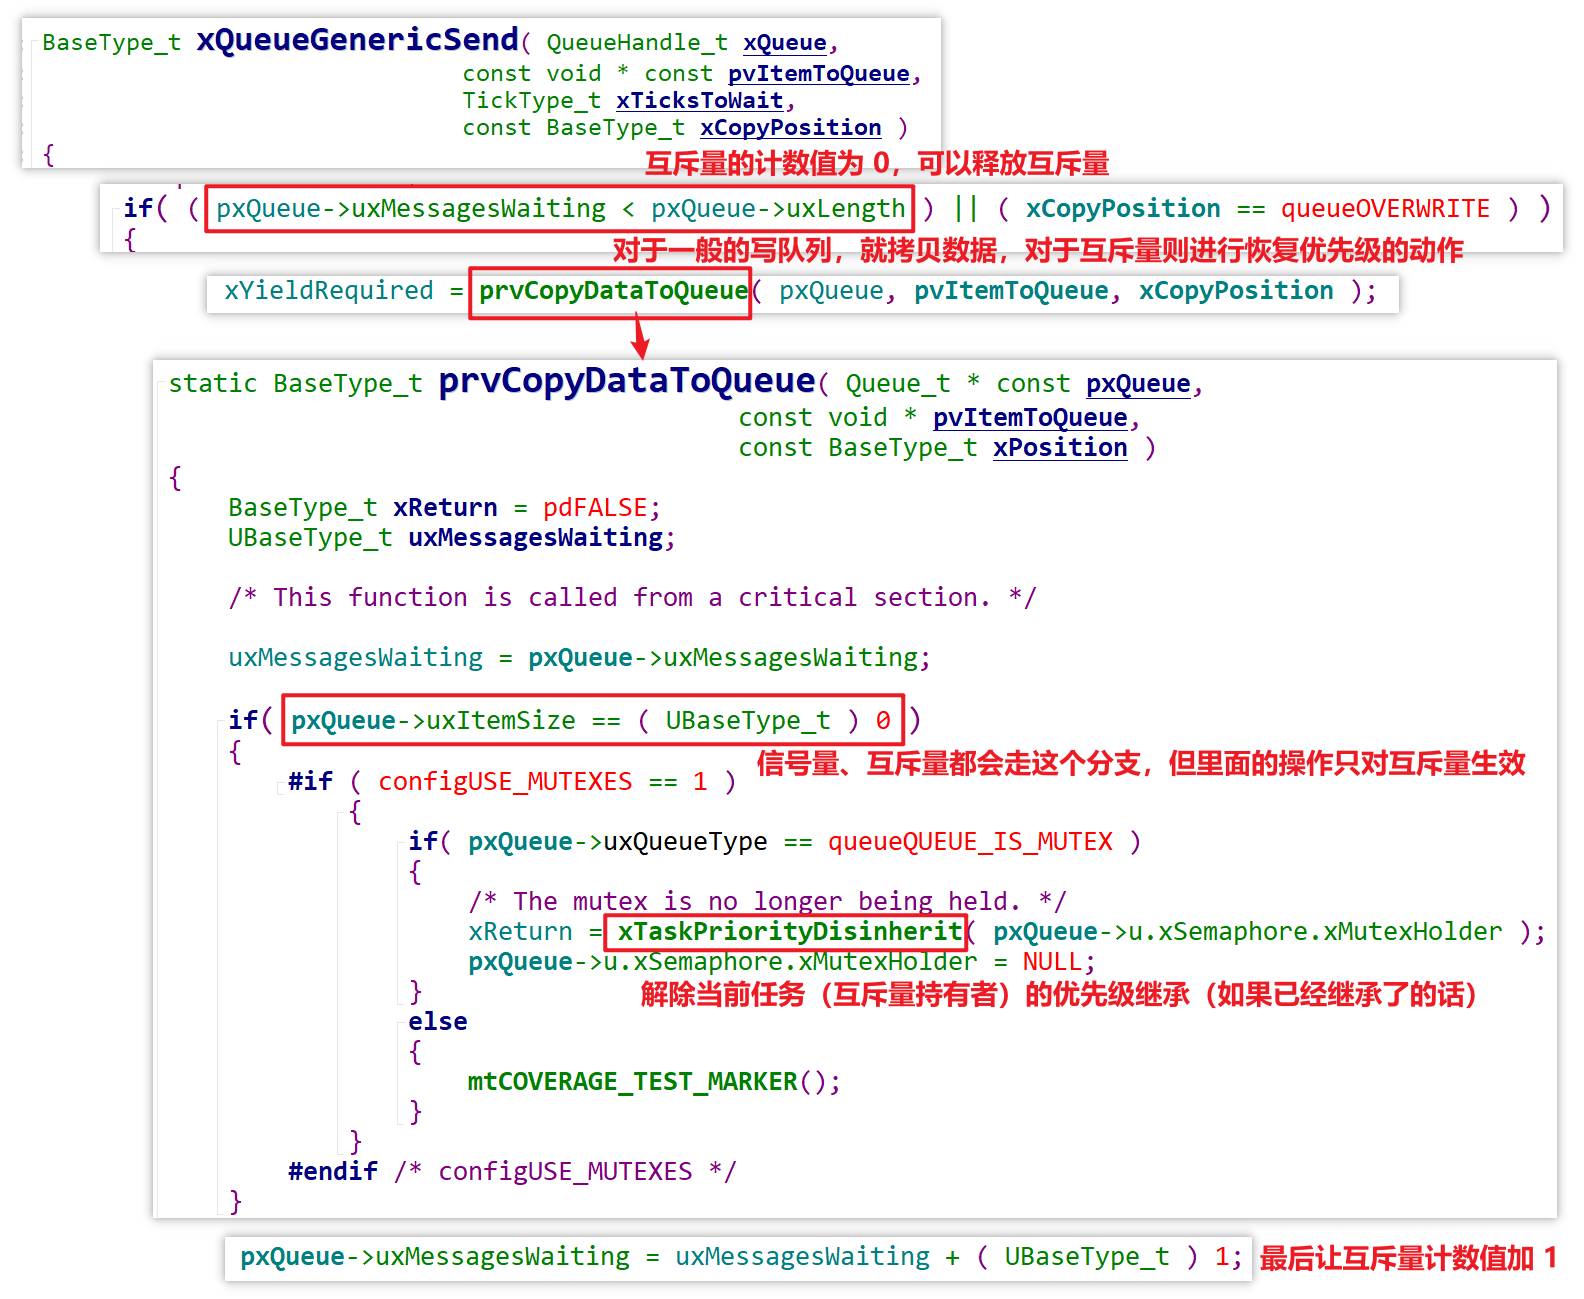 BaseType_t xQueueGenericSend( QueueHandle_t xQueue,
const void * const pvItemToQueue,
TickType_t xTicksToWait,
const BaseType_t xCopyPosition )
{
互斥量的计数值为 0，可以释放互斥量
if( ( pxQueue->uxMessagesWaiting < pxQueue->uxLength ) || ( xCopyPosition == queueOVERWRITE ) )
{
对于一般的写队列，就拷贝数据，对于互斥量则进行恢复优先级的动作
xYieldRequired = prvCopyDataToQueue( pxQueue, pvItemToQueue, xCopyPosition );
static BaseType_t prvCopyDataToQueue( Queue_t * const pxQueue,
const void * pvItemToQueue,
const BaseType_t xPosition )
{
BaseType_t xReturn = pdFALSE;
UBaseType_t uxMessagesWaiting;
/* This function is called from a critical section. */
uxMessagesWaiting = pxQueue->uxMessagesWaiting;
if( pxQueue->uxItemSize == ( UBaseType_t ) 0 )
{
信号量、互斥量都会走这个分支，但里面的操作只对互斥量生效
#if ( configUSE_MUTEXES == 1 )
{
if( pxQueue->uxQueueType == queueQUEUE_IS_MUTEX )
{
/* The mutex is no longer being held. */
xReturn = xTaskPriorityDisinherit( pxQueue->u.xSemaphore.xMutexHolder );
pxQueue->u.xSemaphore.xMutexHolder = NULL;
}
解除当前任务（互斥量持有者）的优先级继承（如果已经继承了的话）
else
{
mtCOVERAGE_TEST_MARKER();
}
}
#endif /* configUSE_MUTEXES */
}
pxQueue->uxMessagesWaiting = uxMessagesWaiting + ( UBaseType_t ) 1; 最后让互斥量计数值加 1